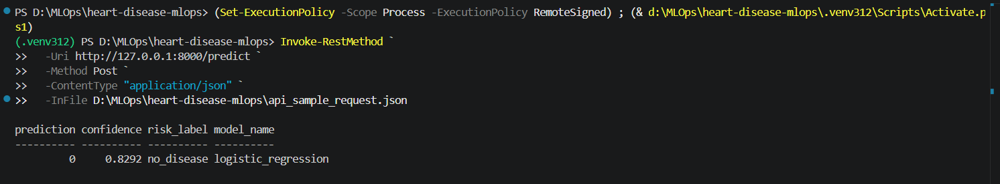 PS D:\MLOps\heart-disease-mlops> (Set-ExecutionPolicy -Scope Process -ExecutionPolicy RemoteSigned) ; (& d:\MLOps\heart-disease-mlops\.venv312\Scripts\Activate.p
s1)
(.venv312) PS D:\MLOps\heart-disease-mlops> Invoke-RestMethod `
>>   -Uri http://127.0.0.1:8000/predict `
>>   -Method Post `
>>   -ContentType "application/json" `
>>   -InFile D:\MLOps\heart-disease-mlops\api_sample_request.json
prediction confidence risk_label model_name
---------- ---------- ---------- ----------
         0     0.8292 no_disease logistic_regression